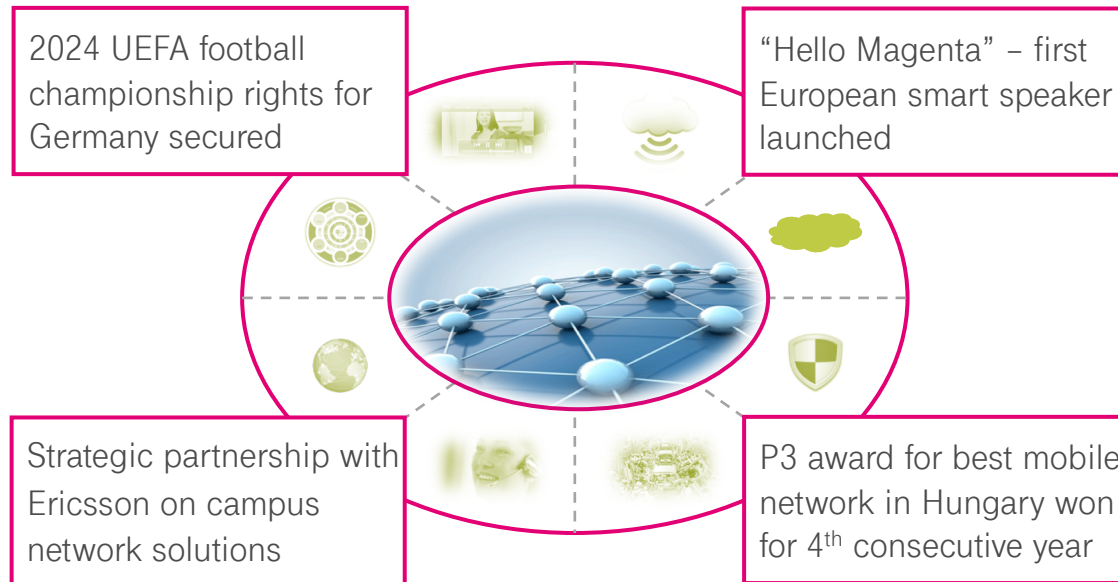 2024 UEFA football
championship rights for
Germany secured
“Hello Magenta” – first
European smart speaker
launched
Strategic partnership with
Ericsson on campus
network solutions
P3 award for best mobile
network in Hungary won
for 4th consecutive year